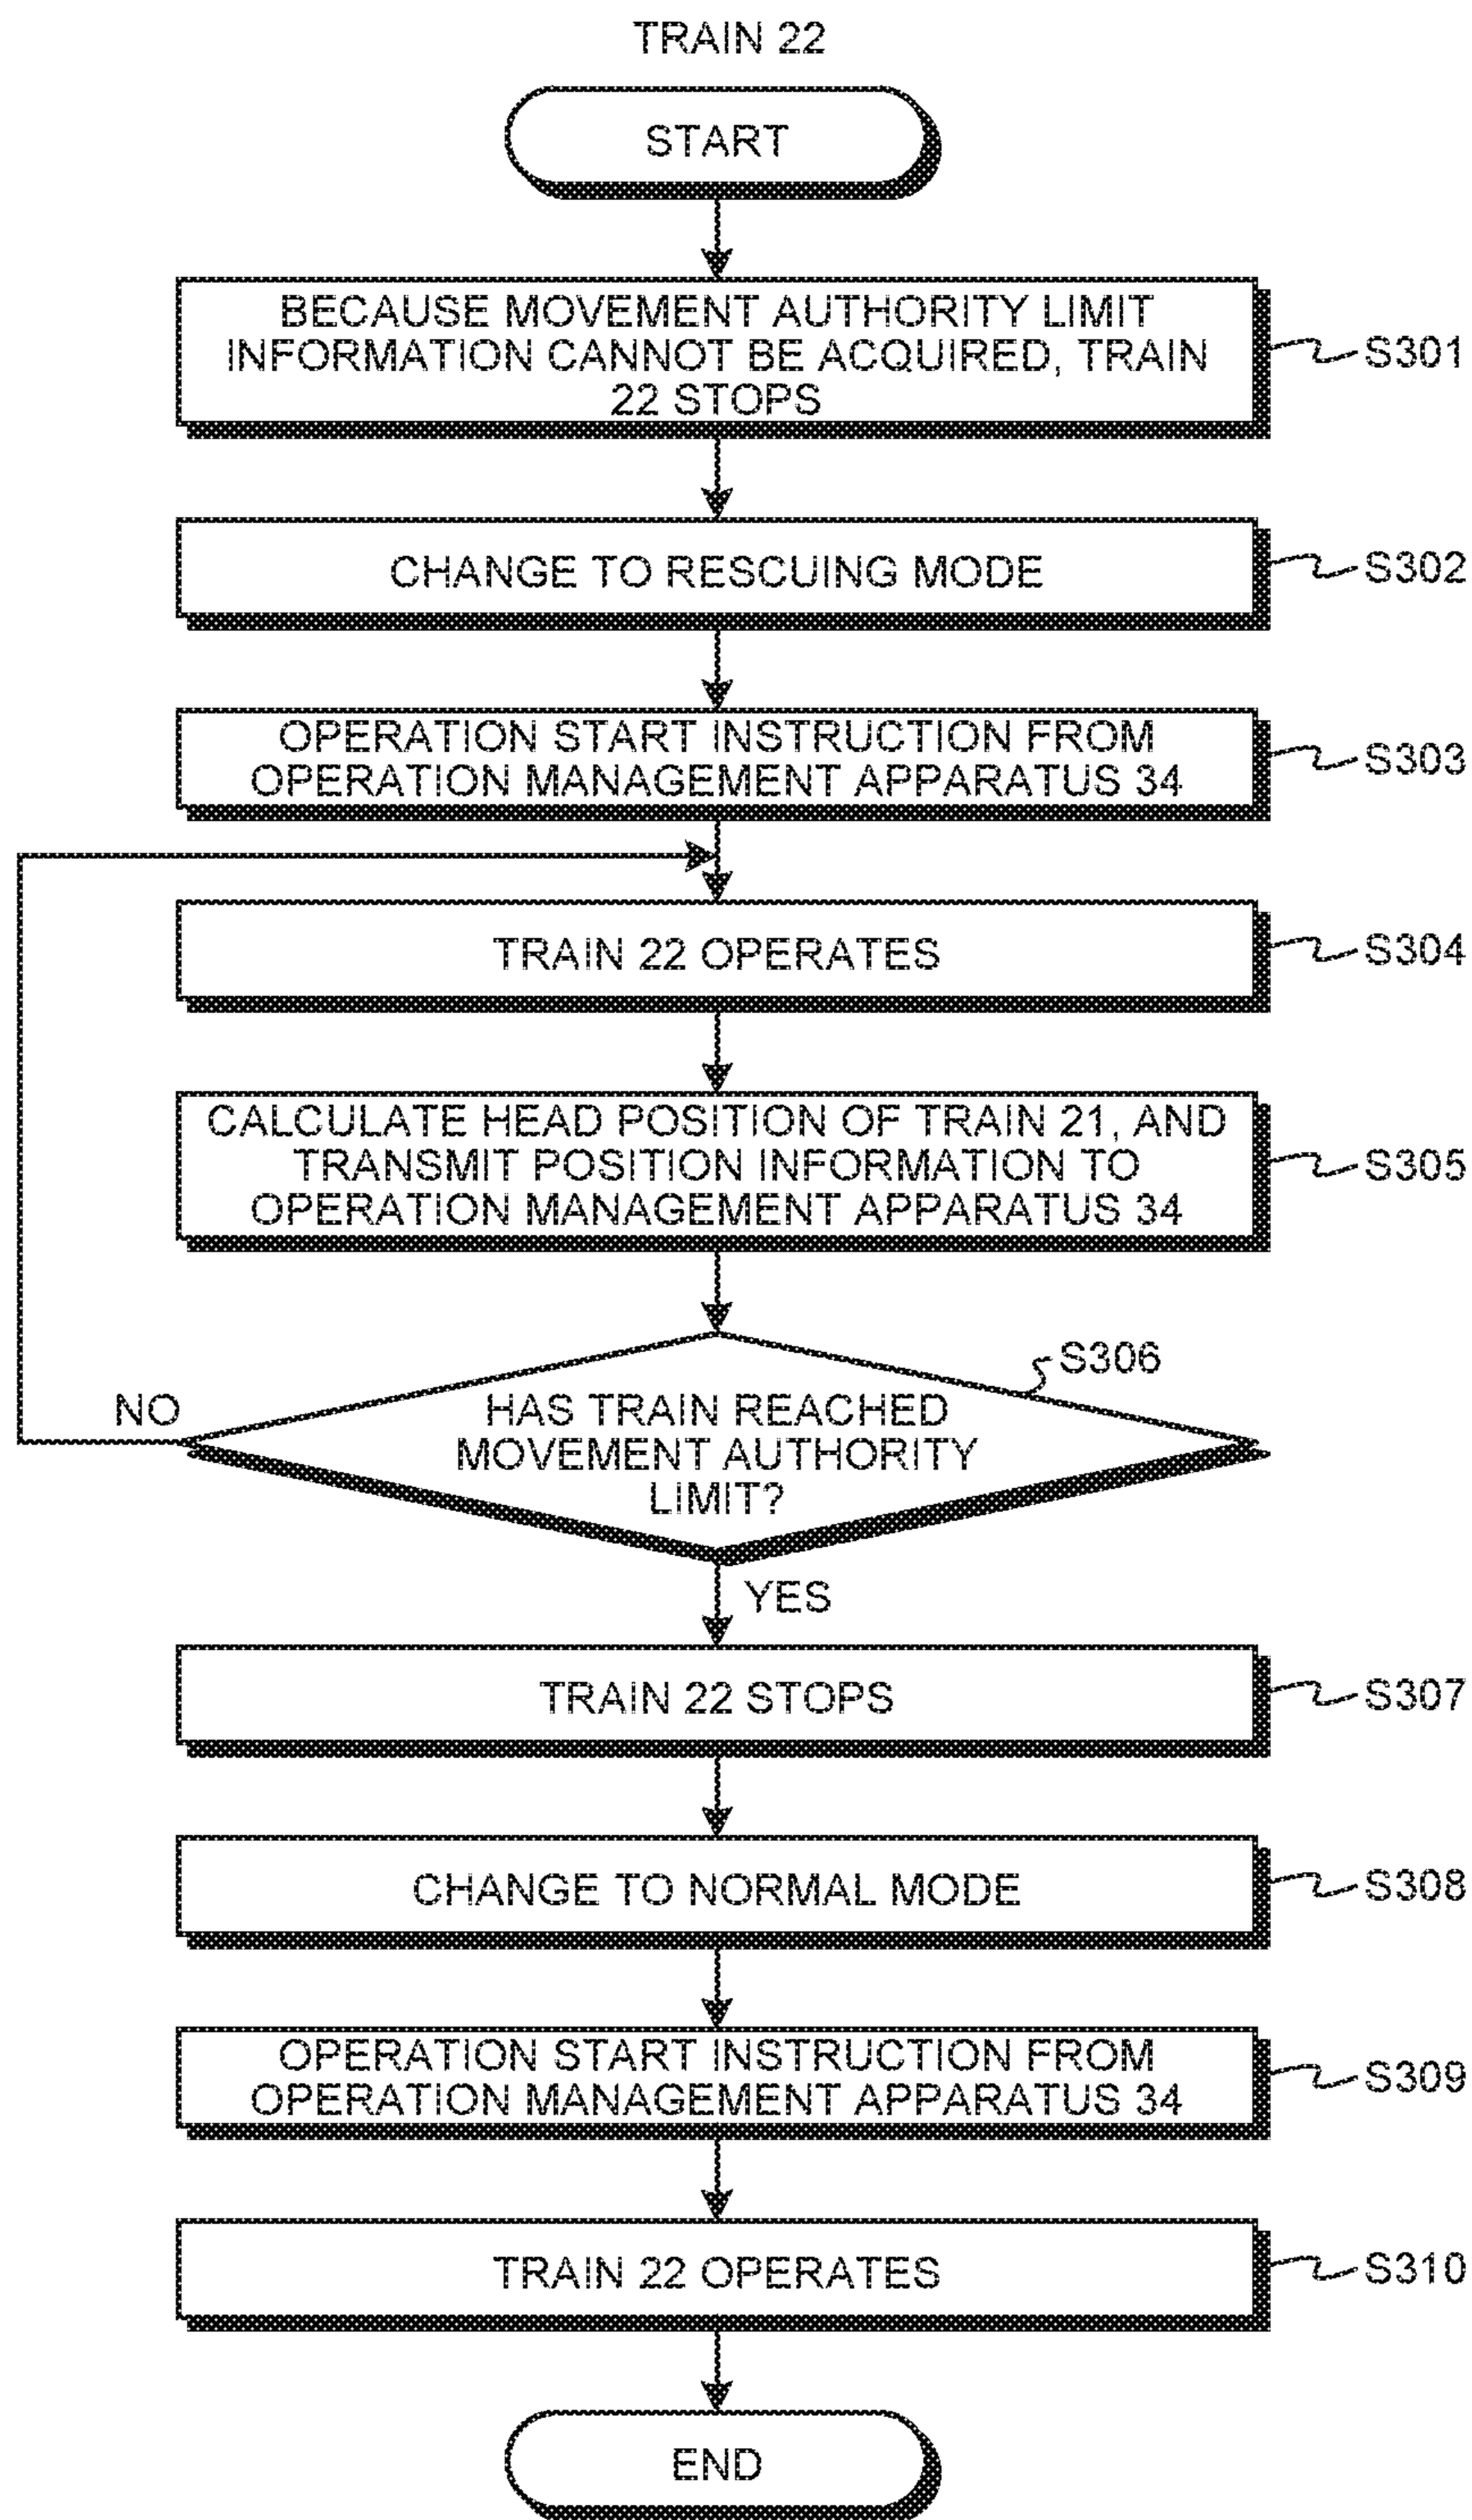 TRAIN 22
START
BECAUSE MOVEMENT AUTHORITY LIMIT
INFORMATION CANNOT BE ACQUIRED, TRAIN
22 STOPS
S301
CHANGE TO RESCUING MODE
S302
OPERATION START INSTRUCTION FROM
OPERATION MANAGEMENT APPARATUS 34
S303
TRAIN 22 OPERATES
S304
CALCULATE HEAD POSITION OF TRAIN 21, AND
TRANSMIT POSITION INFORMATION TO
OPERATION MANAGEMENT APPARATUS 34
S305
S306
HAS TRAIN REACHED
MOVEMENT AUTHORITY
LIMIT?
NO
YES
TRAIN 22 STOPS
S307
CHANGE TO NORMAL MODE
S308
OPERATION START INSTRUCTION FROM
OPERATION MANAGEMENT APPARATUS 34
S309
TRAIN 22 OPERATES
S310
END